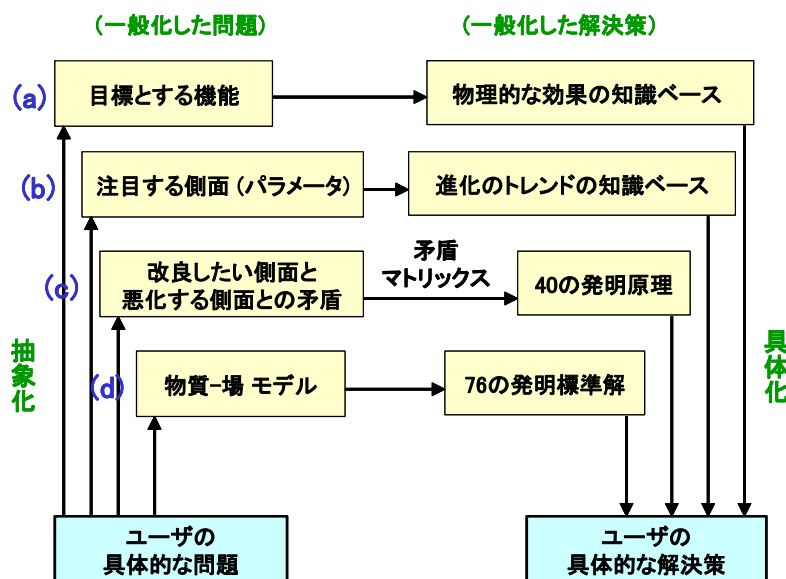 (一般化した問題)
(一般化した解決策)
(a)
目標とする機能
物理的な効果の知識ベース
(b)
注目する側面(パラメータ)
進化のトレンドの知識ベース
(c)
改良したい側面と
悪化する側面との矛盾
矛盾
マトリックス
40の発明原理
抽象化
具体化
(d)
物質-場 モデル
76の発明標準解
ユーザの
具体的な問題
ユーザの
具体的な解決策